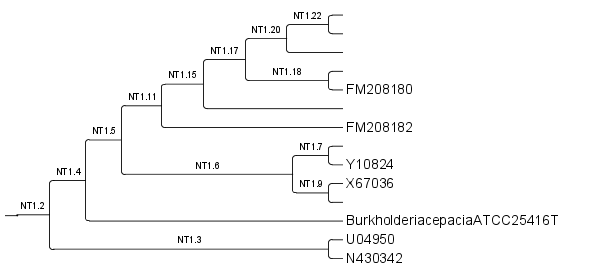 NT1.22
NT1.20
NT1.17
NT1.18
NT1.15
FM208180
NT1.11
FM208182
NT1.5
NT1.7
NT1.6
Y10824
NT1.4
NT1.9
X67036
NT1.2
BurkholderiacepaciaATCC25416T
NT1.3
U04950
N430342